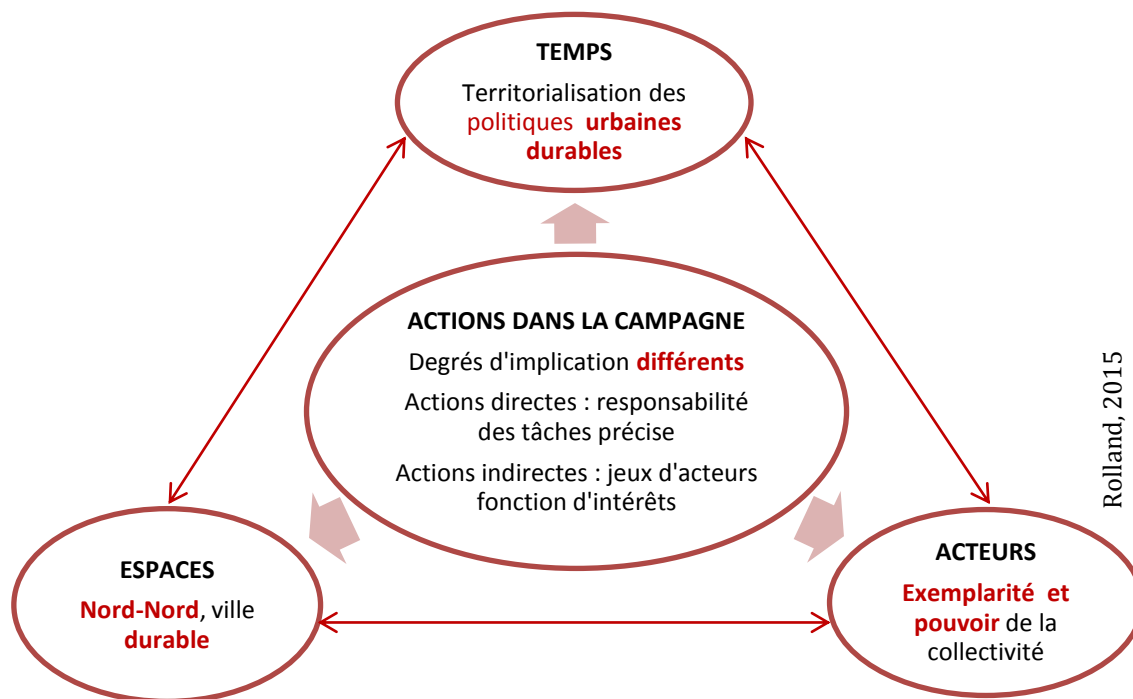 TEMPS
Territorialisation des
politiques urbaines
durables
ACTIONS DANS LA CAMPAGNE
Degrés d'implication différents
Actions directes : responsabilité
des tâches précise
Actions indirectes : jeux d'acteurs
fonction d'intérêts
Rolland, 2015
ESPACES
Nord-Nord, ville
durable
ACTEURS
Exemplarité et
pouvoir de la
collectivité